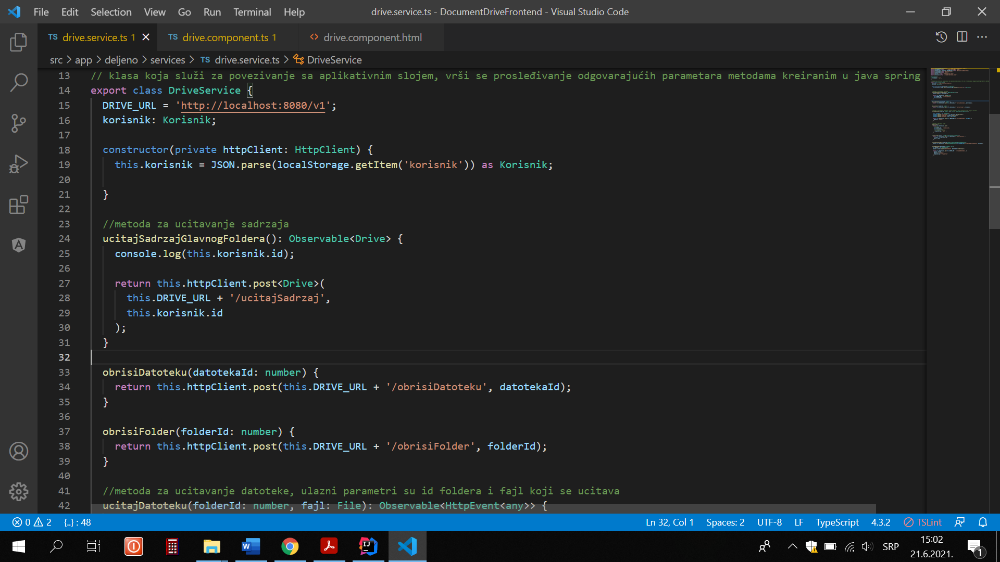 File Edit Selection View Go Run Terminal Help drive.service.ts - DocumentDriveFrontend - Visual Studio Code
TS drive.service.ts 1 TS drive.component.ts 1 <> drive.component.html
src > app > deljeno > services > TS drive.service.ts > DriveService
13 // klasa koja služi za povezivanje sa aplikativnim slojem, vrši se prosleđivanje odgovarajućih parametara metodama kreiranim u java spring
14 export class DriveService {
15 DRIVE_URL = 'http://localhost:8080/v1';
16 korisnik: Korisnik;
17
18 constructor(private httpClient: HttpClient) {
19 this.korisnik = JSON.parse(localStorage.getItem('korisnik')) as Korisnik;
20
21 }
22
23 //metoda za ucitavanje sadrzaja
24 ucitajSadrzajGlavnogFoldera(): Observable<Drive> {
25 console.log(this.korisnik.id);
26
27 return this.httpClient.post<Drive>(
28 this.DRIVE_URL + '/ucitajSadrzaj',
29 this.korisnik.id
30 );
31 }
32
33 obrisiDatoteku(datotekaId: number) {
34 return this.httpClient.post(this.DRIVE_URL + '/obrisiDatoteku', datotekaId);
35 }
36
37 obrisiFolder(folderId: number) {
38 return this.httpClient.post(this.DRIVE_URL + '/obrisiFolder', folderId);
39 }
40
41 //metoda za ucitavanje datoteke, ulazni parametri su id foldera i fajl koji se ucitava
42 ucitajDatoteku(folderId: number, fajl: File): Observable<HttpEvent<any>> {
0 2 {..} : 48 Ln 32, Col 1 Spaces: 2 UTF-8 LF TypeScript 4.3.2 TSLint
W IJ SRP 15:02
21.6.2021. 1